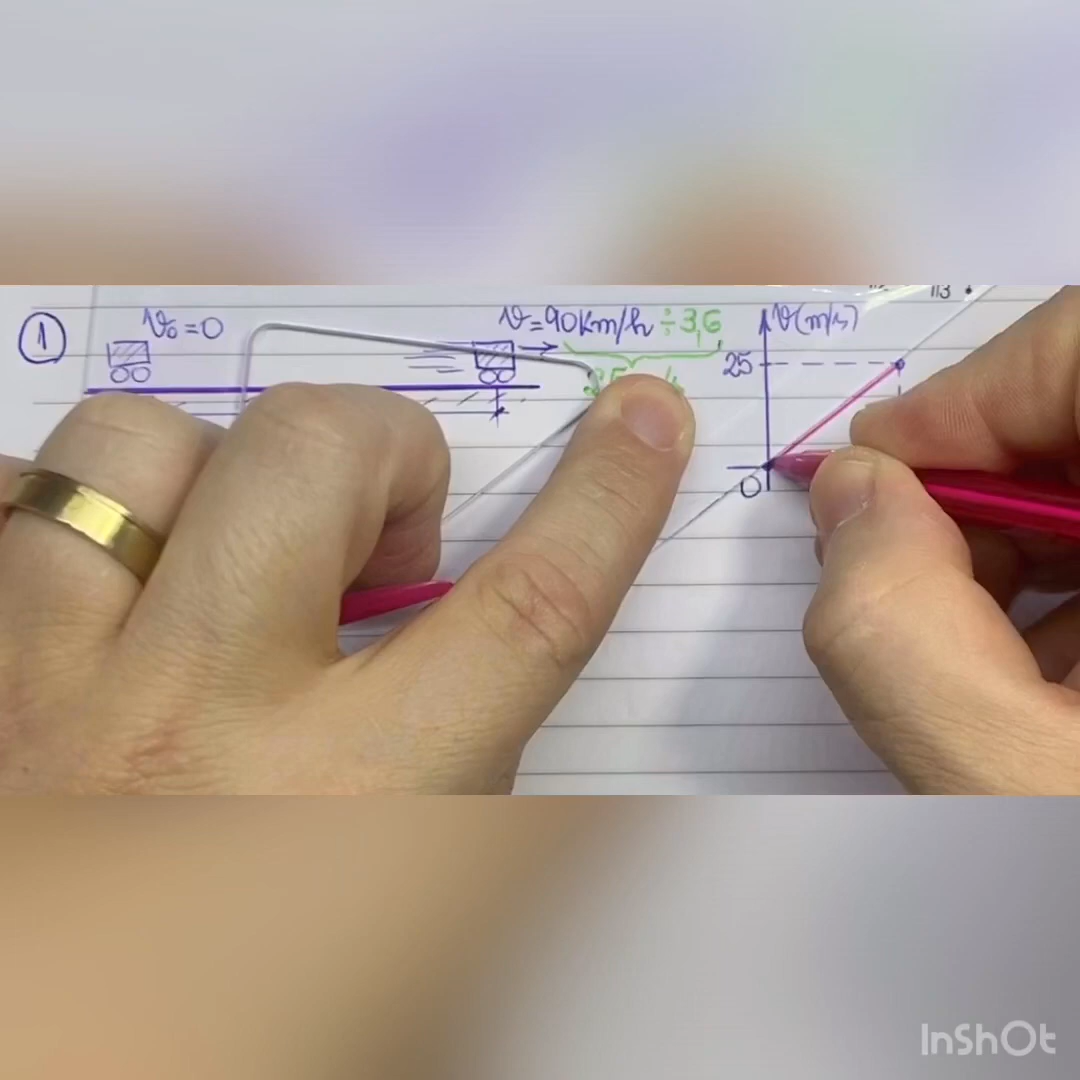 113
1
v₀ = 0
v = 90 km/h ÷ 3,6
v(m/s)
25
0
InShOt